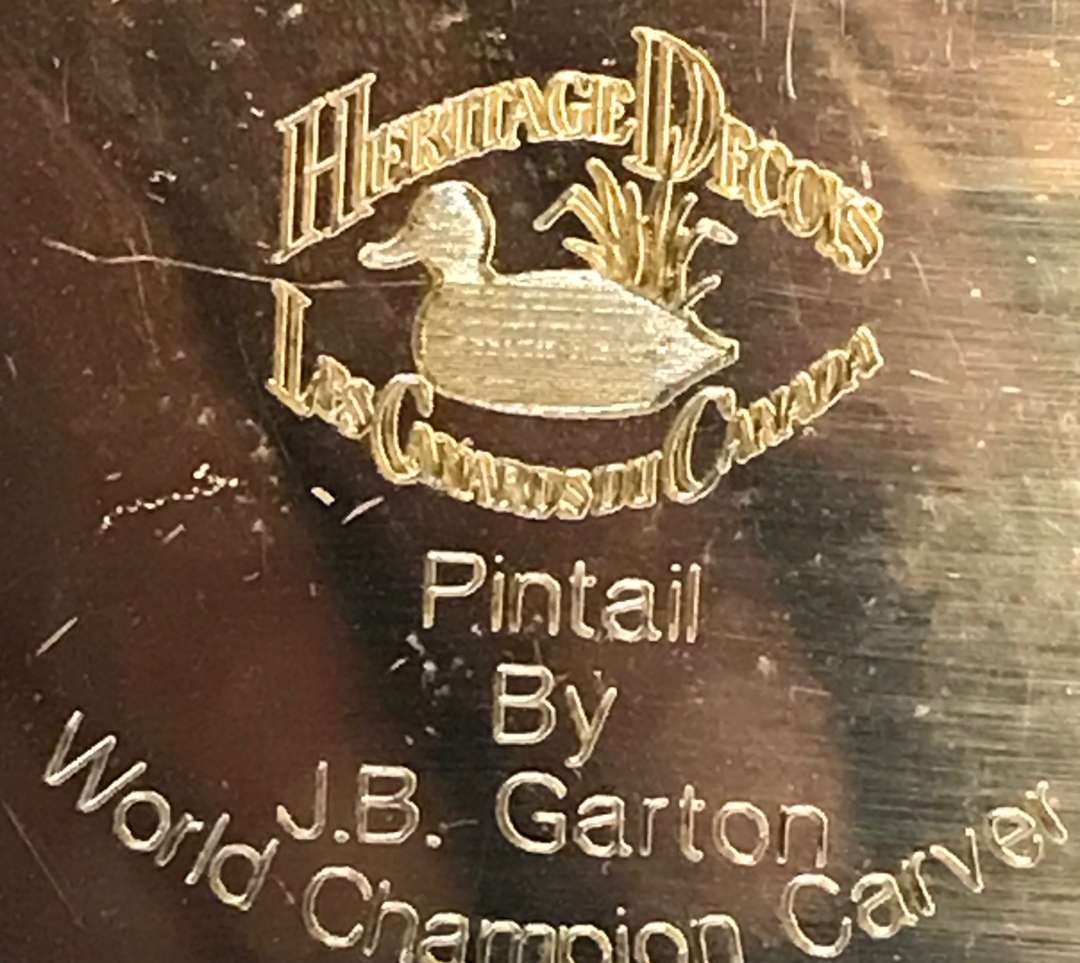 HERITAGE DECOYS
LES CANARDS DU CANADA
Pintail
By
J.B. Garton
World Champion Carver